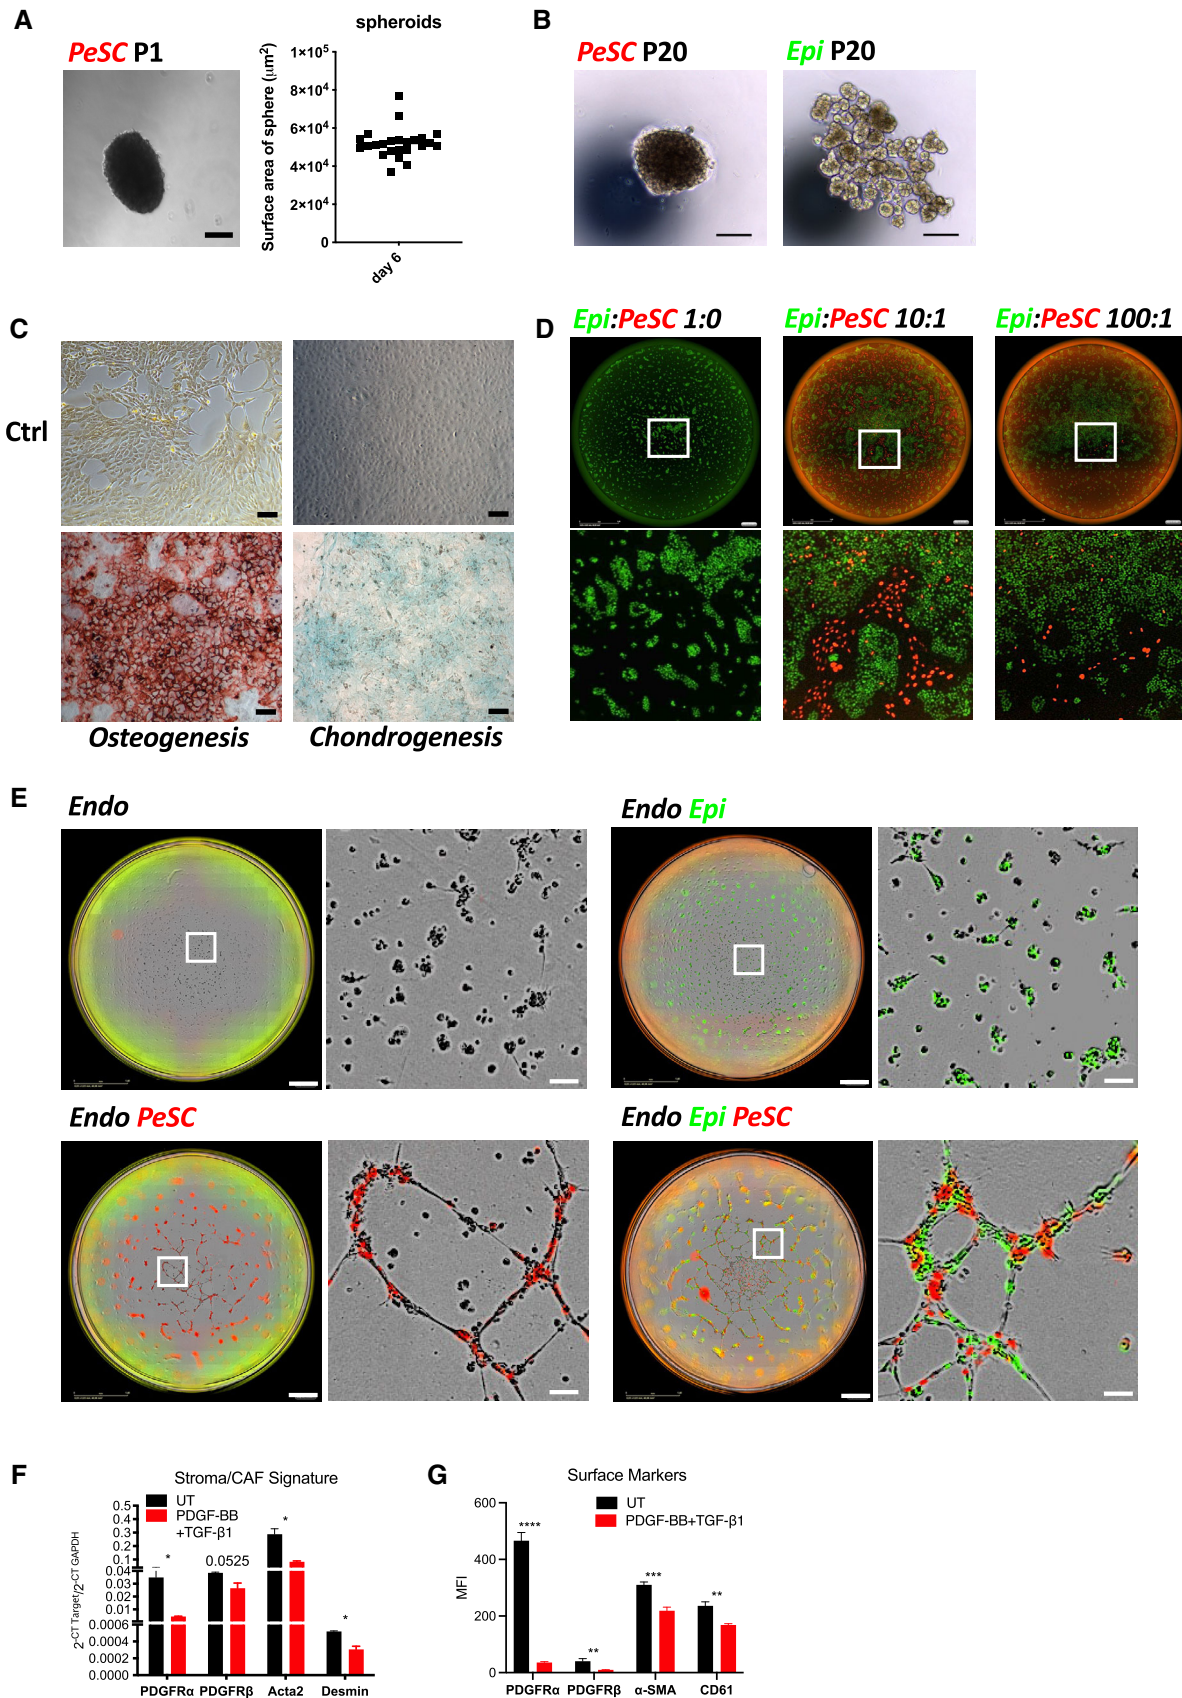 A
PeSC P1
spheroids
Surface area of sphere (μm²)
1×10⁵
8×10⁴
6×10⁴
4×10⁴
2×10⁴
0
day 6
B
PeSC P20
Epi P20
C
Ctrl
Osteogenesis
Chondrogenesis
D
Epi:PeSC 1:0
Epi:PeSC 10:1
Epi:PeSC 100:1
E
Endo
Endo Epi
Endo PeSC
Endo Epi PeSC
F
Stroma/CAF Signature
UT
PDGF-BB
+TGF-β1
2^-CT Target/2^-CT GAPDH
0.5
0.4
0.3
0.2
0.1
0.04
0.03
0.02
0.01
0.0006
0.0004
0.0002
0.0000
*
0.0525
*
*
PDGFRα PDGFRβ Acta2 Desmin
G
Surface Markers
UT
PDGF-BB+TGF-β1
MFI
600
400
200
0
****
**
***
**
PDGFRα PDGFRβ α-SMA CD61